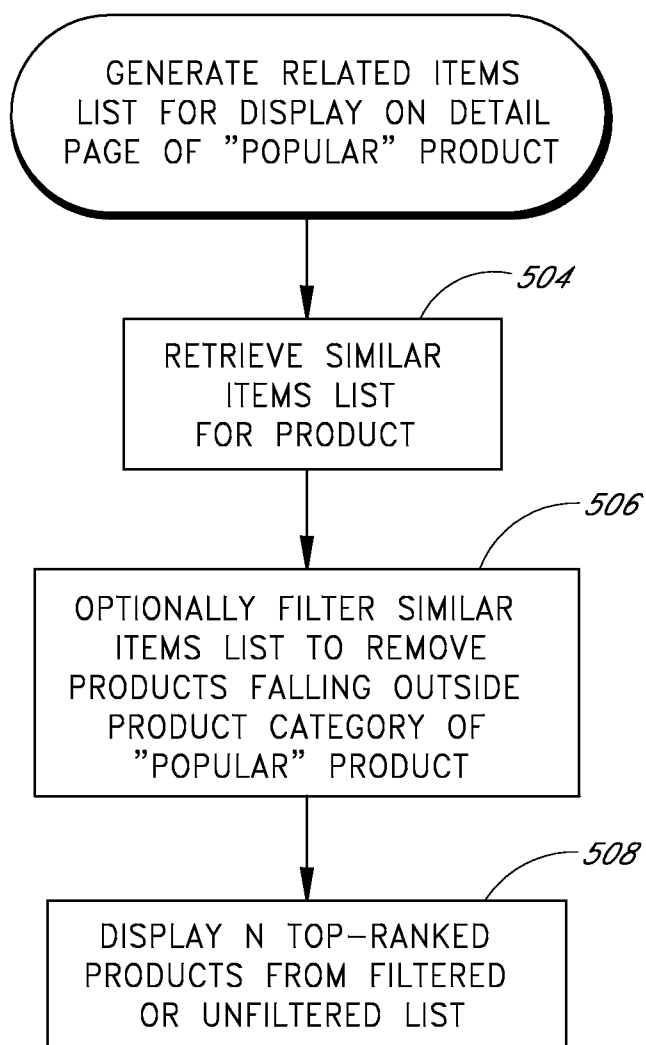 GENERATE RELATED ITEMS
LIST FOR DISPLAY ON DETAIL
PAGE OF ”POPULAR” PRODUCT
504
RETRIEVE SIMILAR
ITEMS LIST
FOR PRODUCT
506
OPTIONALLY FILTER SIMILAR
ITEMS LIST TO REMOVE
PRODUCTS FALLING OUTSIDE
PRODUCT CATEGORY OF
”POPULAR” PRODUCT
508
DISPLAY N TOP–RANKED
PRODUCTS FROM FILTERED
OR UNFILTERED LIST